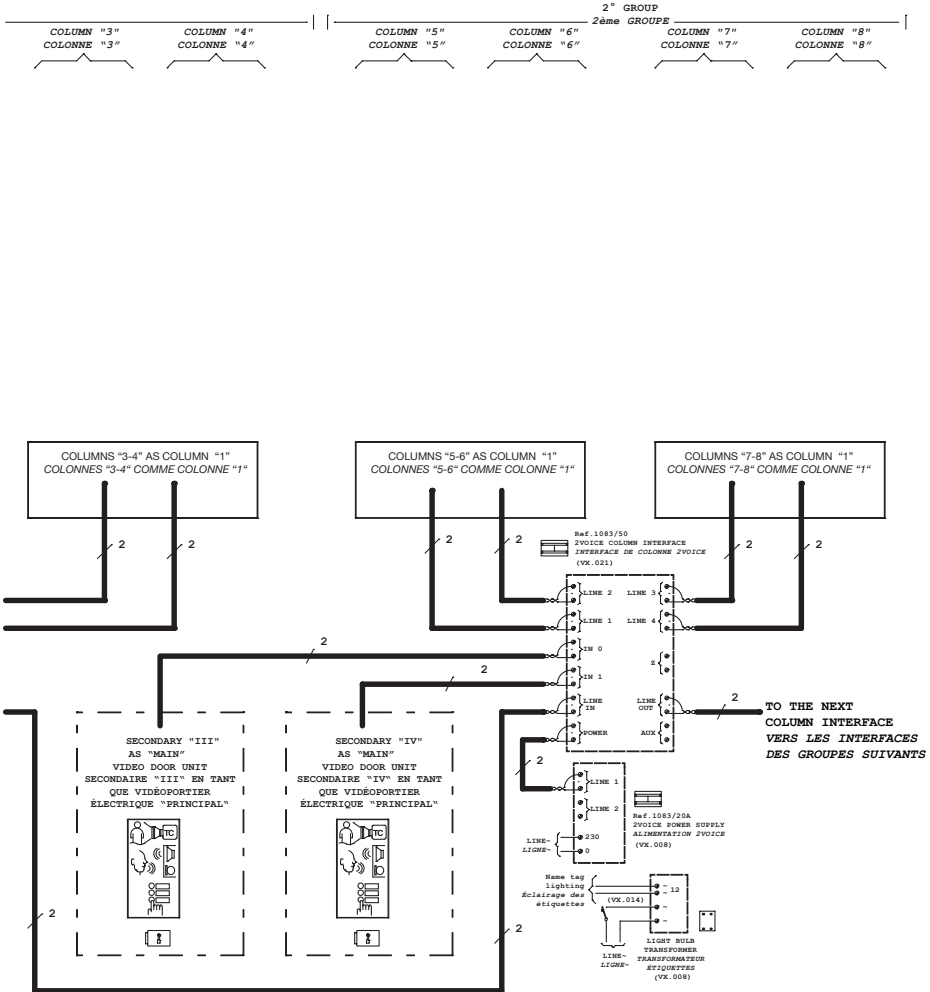 2° GROUP
2ème GROUPE
COLUMN "3"
COLONNE "3"
COLUMN "4"
COLONNE "4"
COLUMN "5"
COLONNE "5"
COLUMN "6"
COLONNE "6"
COLUMN "7"
COLONNE "7"
COLUMN "8"
COLONNE "8"
COLUMNS "3-4" AS COLUMN "1"
COLONNES "3-4" COMME COLONNE "1"
COLUMNS "5-6" AS COLUMN "1"
COLONNES "5-6" COMME COLONNE "1"
COLUMNS "7-8" AS COLUMN "1"
COLONNES "7-8" COMME COLONNE "1"
2
2
2
2
2
2
Ref.1083/50
2VOICE COLUMN INTERFACE
INTERFACE DE COLONNE 2VOICE
(VX.021)
LINE 2
LINE 3
LINE 1
LINE 4
IN 0
Z
IN 1
LINE
IN
LINE
OUT
POWER
AUX
2
2
2
TO THE NEXT
COLUMN INTERFACE
VERS LES INTERFACES
DES GROUPES SUIVANTS
SECONDARY "III"
AS "MAIN"
VIDEO DOOR UNIT
SECONDAIRE "III" EN TANT
QUE VIDÉOPORTIER
ÉLECTRIQUE "PRINCIPAL"
TC
SECONDARY "IV"
AS "MAIN"
VIDEO DOOR UNIT
SECONDAIRE "IV" EN TANT
QUE VIDÉOPORTIER
ÉLECTRIQUE "PRINCIPAL"
TC
2
LINE 1
LINE 2
230
0
LINE~
LIGNE~
Ref.1083/20A
2VOICE POWER SUPPLY
ALIMENTATION 2VOICE
(VX.008)
Name tag
lighting
Éclairage des
étiquettes
(VX.014)
~
~
12
~
~
LINE~
LIGNE~
LIGHT BULB
TRANSFORMER
TRANSFORMATEUR
ÉTIQUETTES
(VX.008)
2
2